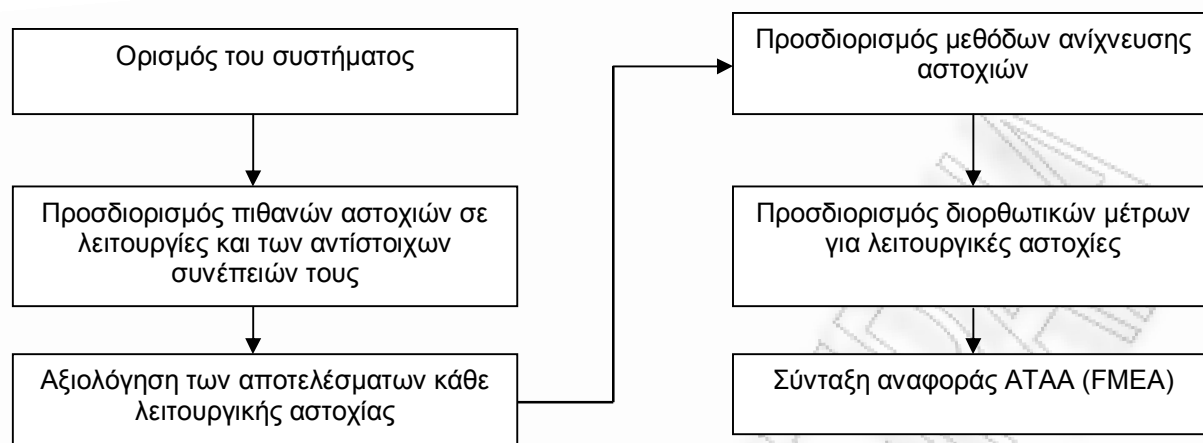 Ορισμός του συστήματος
Προσδιορισμός πιθανών αστοχιών σε
λειτουργίες και των αντίστοιχων
συνέπειών τους
Αξιολόγηση των αποτελέσματων κάθε
λειτουργικής αστοχίας
Προσδιορισμός μεθόδων ανίχνευσης
αστοχιών
Προσδιορισμός διορθωτικών μέτρων
για λειτουργικές αστοχίες
Σύνταξη αναφοράς ΑΤΑΑ (FMEA)